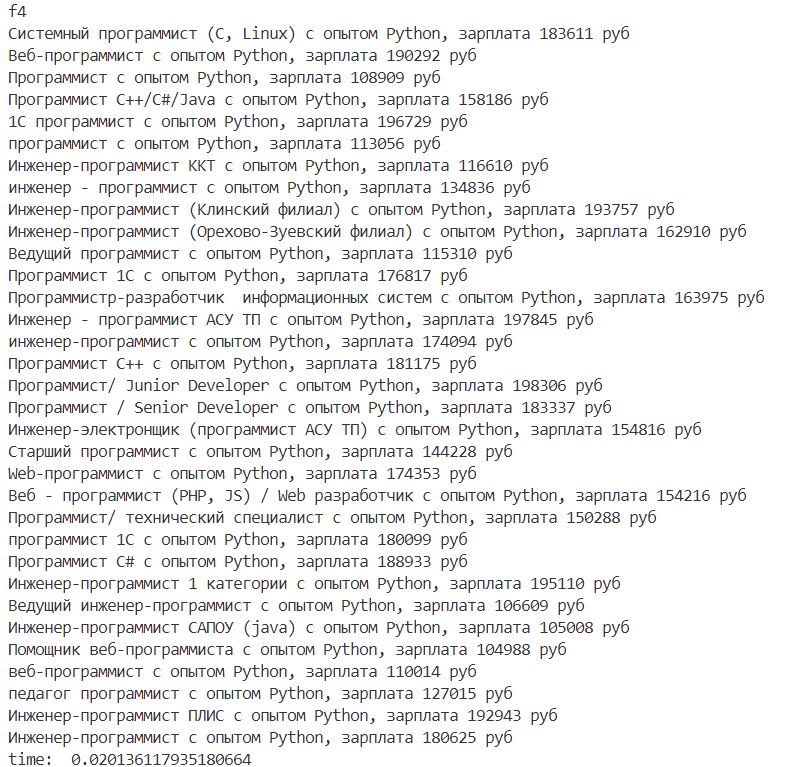 f4
Системный программист (C, Linux) с опытом Python, зарплата 183611 руб
Веб-программист с опытом Python, зарплата 190292 руб
Программист с опытом Python, зарплата 108909 руб
Программист C++/C#/Java с опытом Python, зарплата 158186 руб
1С программист с опытом Python, зарплата 196729 руб
программист с опытом Python, зарплата 113056 руб
Инженер-программист ККТ с опытом Python, зарплата 116610 руб
инженер - программист с опытом Python, зарплата 134836 руб
Инженер-программист (Клинский филиал) с опытом Python, зарплата 193757 руб
Инженер-программист (Орехово-Зуевский филиал) с опытом Python, зарплата 162910 руб
Ведущий программист с опытом Python, зарплата 115310 руб
Программист 1С с опытом Python, зарплата 176817 руб
Программистр-разработчик  информационных систем с опытом Python, зарплата 163975 руб
Инженер - программист АСУ ТП с опытом Python, зарплата 197845 руб
инженер-программист с опытом Python, зарплата 174094 руб
Программист C++ с опытом Python, зарплата 181175 руб
Программист/ Junior Developer с опытом Python, зарплата 198306 руб
Программист / Senior Developer с опытом Python, зарплата 183337 руб
Инженер-электронщик (программист АСУ ТП) с опытом Python, зарплата 154816 руб
Старший программист с опытом Python, зарплата 144228 руб
Web-программист с опытом Python, зарплата 174353 руб
Веб - программист (PHP, JS) / Web разработчик с опытом Python, зарплата 154216 руб
Программист/ технический специалист с опытом Python, зарплата 150288 руб
программист 1С с опытом Python, зарплата 180099 руб
Программист C# с опытом Python, зарплата 188933 руб
Инженер-программист 1 категории с опытом Python, зарплата 195110 руб
Ведущий инженер-программист с опытом Python, зарплата 106609 руб
Инженер-программист САПОУ (java) с опытом Python, зарплата 105008 руб
Помощник веб-программиста с опытом Python, зарплата 104988 руб
веб-программист с опытом Python, зарплата 110014 руб
педагог программист с опытом Python, зарплата 127015 руб
Инженер-программист ПЛИС с опытом Python, зарплата 192943 руб
Инженер-программист с опытом Python, зарплата 180625 руб
time:  0.020136117935180664